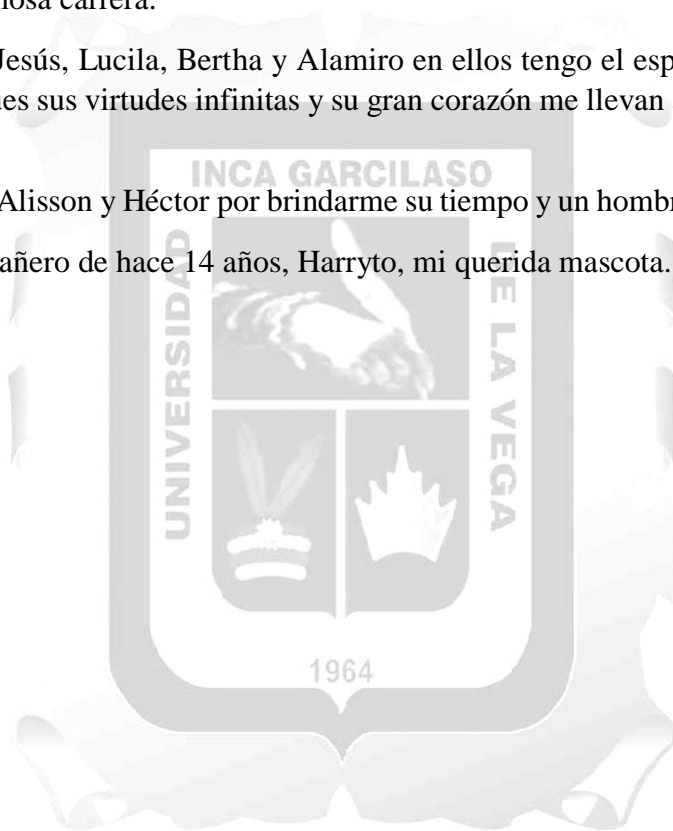 nosa carrera.
Jesús, Lucila, Bertha y Alamiro en ellos tengo el esp
ues sus virtudes infinitas y su gran corazón me llevan
INCA GARCILASO
Alisson y Héctor por brindarme su tiempo y un hombr
añero de hace 14 años, Harryto, mi querida mascota.
UNIVERSIDAD
DE LA VEGA
1964